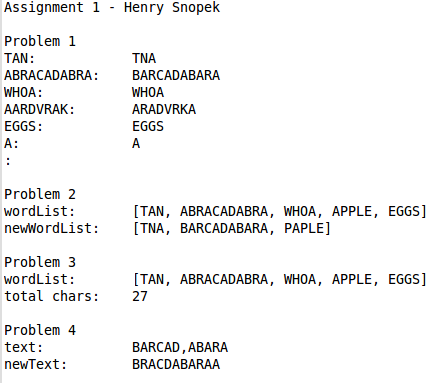 Assignment 1 - Henry Snopek
Problem 1
TAN: TNA
ABRACADABRA: BARCADABARA
WHOA: WHOA
AARDVRAK: ARADVRKA
EGGS: EGGS
A: A
:
Problem 2
wordList: [TAN, ABRACADABRA, WHOA, APPLE, EGGS]
newWordList: [TNA, BARCADABARA, PAPLE]
Problem 3
wordList: [TAN, ABRACADABRA, WHOA, APPLE, EGGS]
total chars: 27
Problem 4
text: BARCAD,ABARA
newText: BRACDABARAA